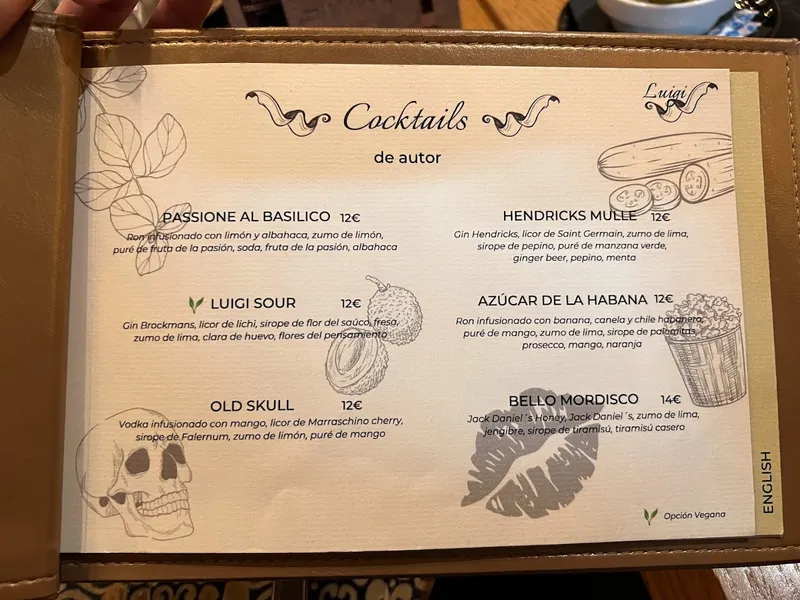 Luigi
Cocktails
de autor
PASSIONE AL BASILICO 12€
Ron infusionado con limón y albahaca, zumo de limón,
puré de fruta de la pasión, soda, fruta de la pasión, albahaca
LUIGI SOUR 12€
Gin Brockmans, licor de lichi, sirope de flor del saúco, fresa,
zumo de lima, clara de huevo, flores del pensamiento
OLD SKULL 12€
Vodka infusionado con mango, licor de Marraschino cherry,
sirope de Falernum, zumo de limón, puré de mango
HENDRICKS MULLE 12€
Gin Hendricks, licor de Saint Germain, zumo de lima,
sirope de pepino, puré de manzana verde,
ginger beer, pepino, menta
AZÚCAR DE LA HABANA 12€
Ron infusionado con banana, canela y chile habanero,
puré de mango, zumo de lima, sirope de palomitas,
prosecco, mango, naranja
BELLO MORDISCO 14€
Jack Daniel´s Honey, Jack Daniel´s, zumo de lima,
jengibre, sirope de tiramisú, tiramisú casero
Opción Vegana
ENGLISH